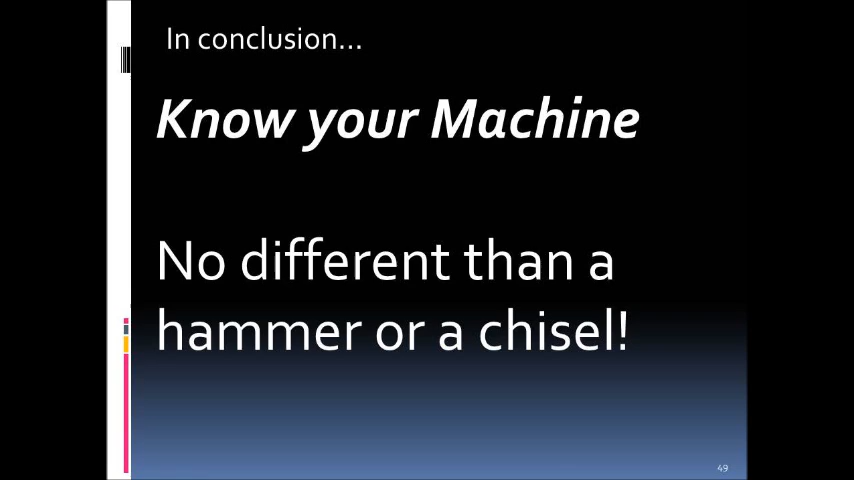 In conclusion...
Know your Machine
No different than a
hammer or a chisel!
49